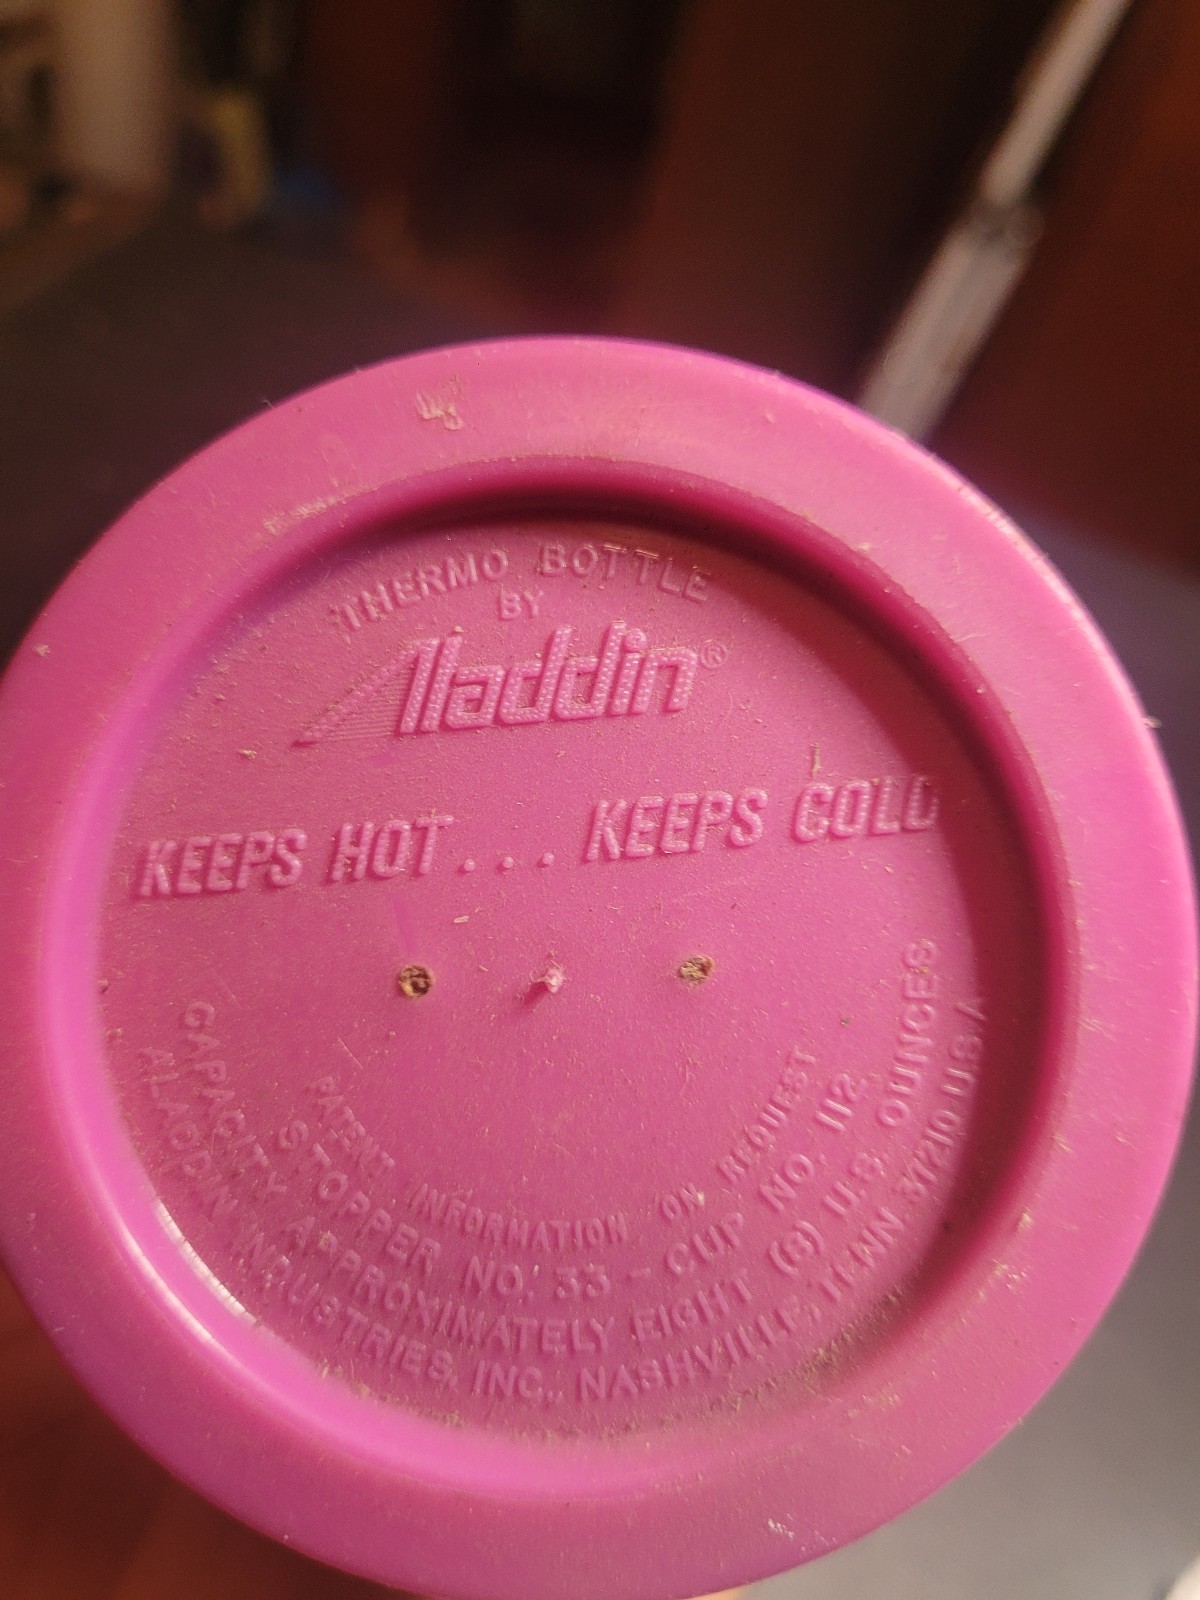 THERMO BOTTLE
BY
Aladdin®
KEEPS HOT... KEEPS COLD
PATENT INFORMATION ON REQUEST
STOPPER NO. 33 - CUP NO. 112
CAPACITY APPROXIMATELY EIGHT (8) U.S. OUNCES
ALADDIN INDUSTRIES, INC., NASHVILLE, TENN. 37210 U.S.A